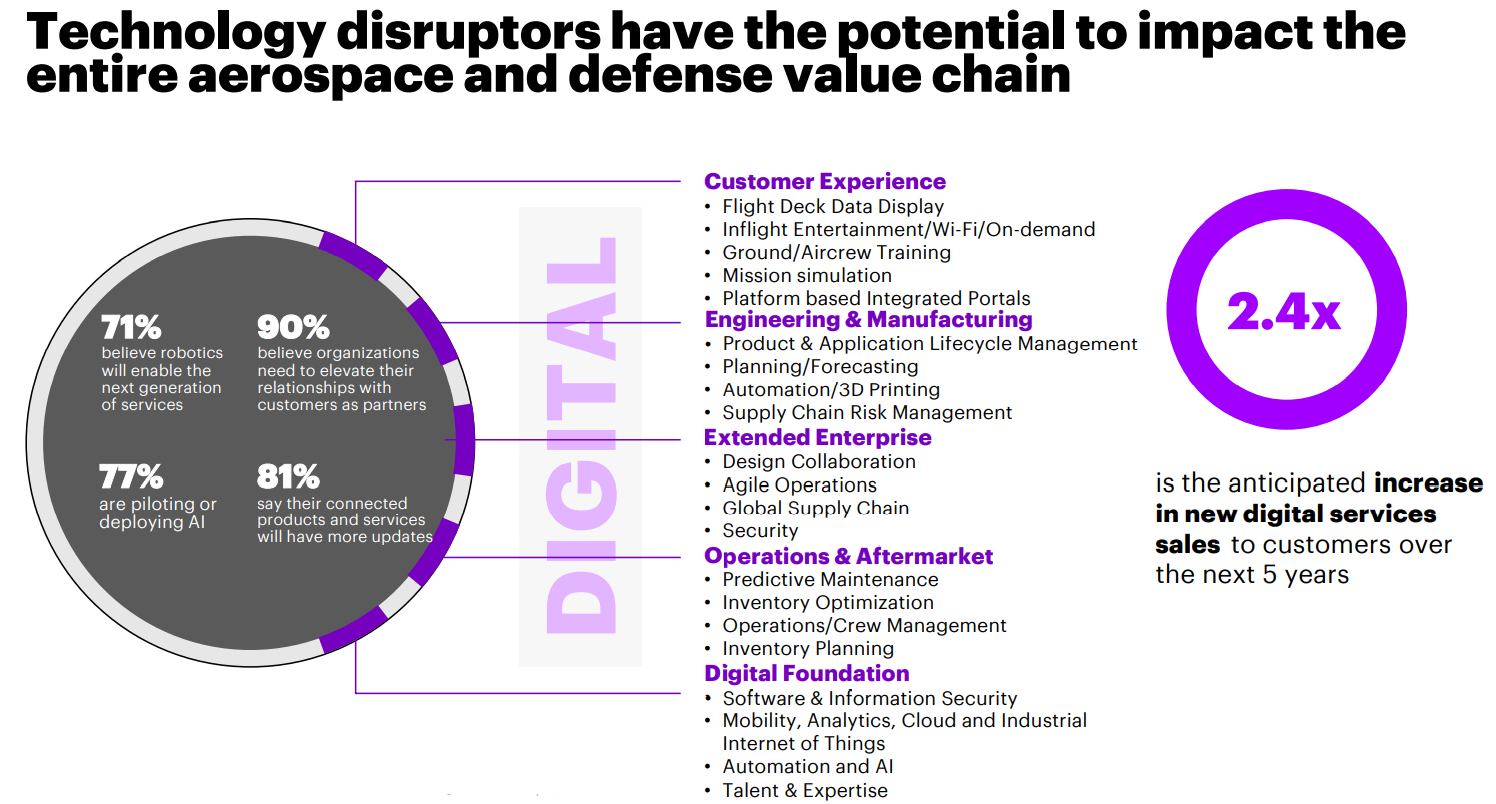 Technology disruptors have the potential to impact the
entire aerospace and defense value chain
71%
believe robotics
will enable the
next generation
of services
90%
believe organizations
need to elevate their
relationships with
customers as partners
77%
are piloting or
deploying AI
81%
say their connected
products and services
will have more updates
DIGITAL
Customer Experience
• Flight Deck Data Display
• Inflight Entertainment/Wi-Fi/On-demand
• Ground/Aircrew Training
• Mission simulation
• Platform based Integrated Portals
Engineering & Manufacturing
• Product & Application Lifecycle Management
• Planning/Forecasting
• Automation/3D Printing
• Supply Chain Risk Management
Extended Enterprise
• Design Collaboration
• Agile Operations
• Global Supply Chain
• Security
Operations & Aftermarket
• Predictive Maintenance
• Inventory Optimization
• Operations/Crew Management
• Inventory Planning
Digital Foundation
• Software & Information Security
• Mobility, Analytics, Cloud and Industrial
Internet of Things
• Automation and AI
• Talent & Expertise
2.4x
is the anticipated increase
in new digital services
sales to customers over
the next 5 years